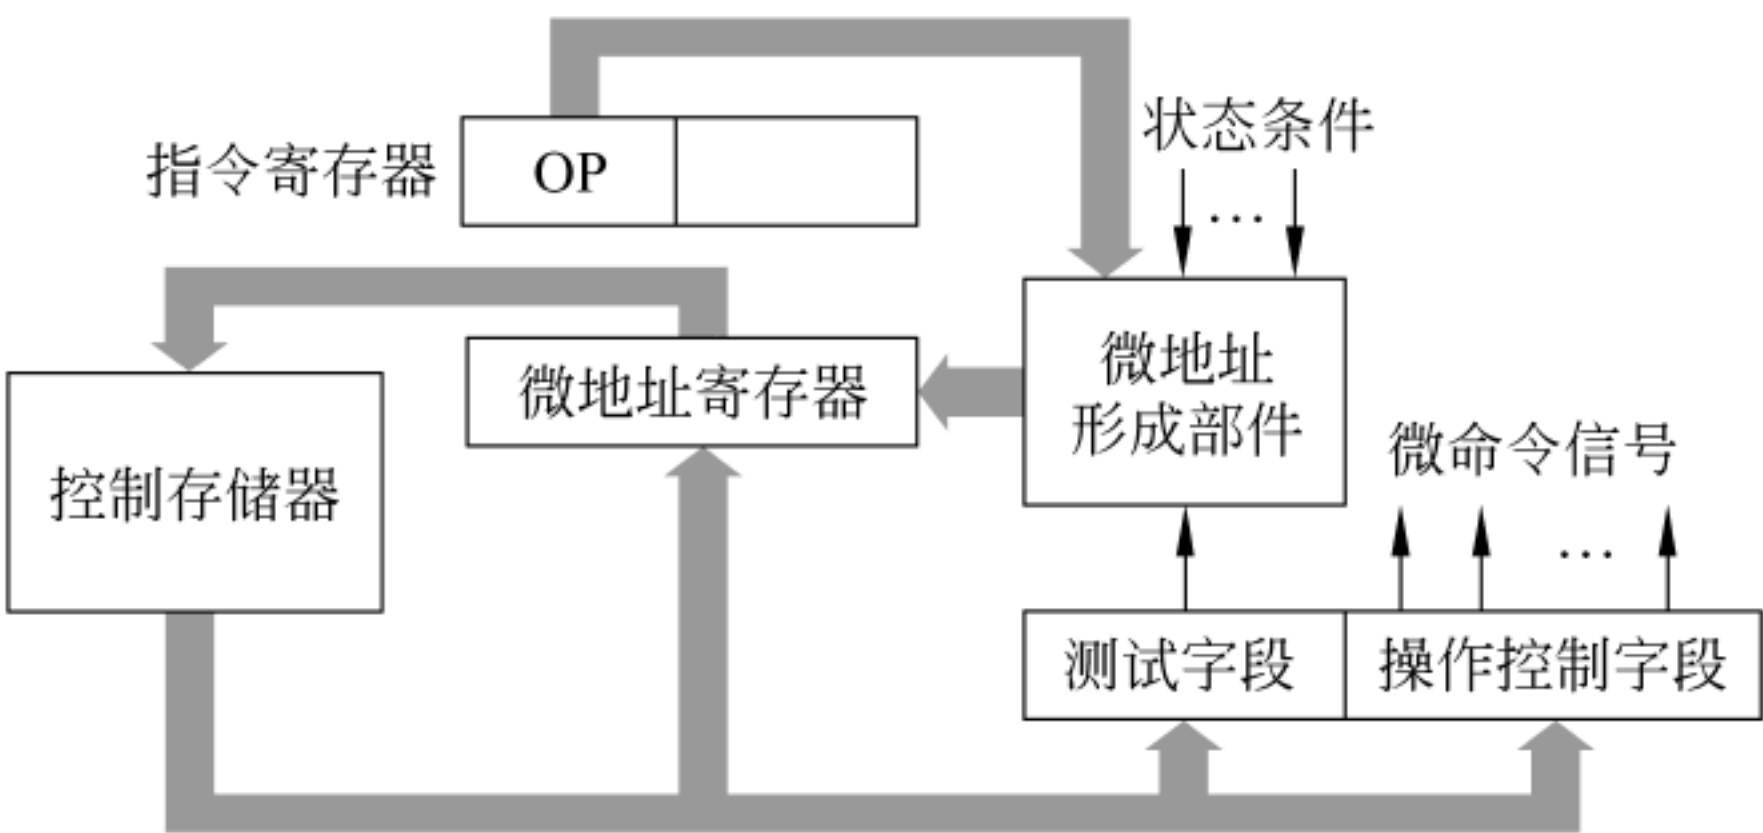 状态条件
指令寄存器
OP
…
微地址
形成部件
微地址寄存器
控制存储器
微命令信号
…
测试字段
操作控制字段